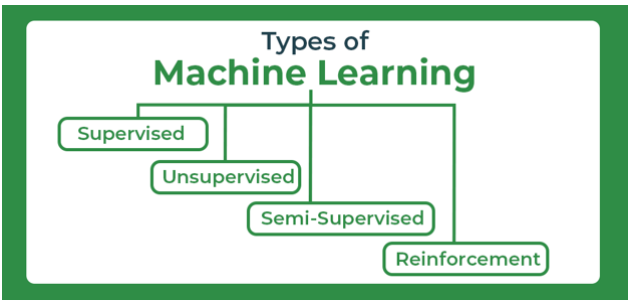 Types of
Machine Learning
Supervised
Unsupervised
Semi-Supervised
Reinforcement